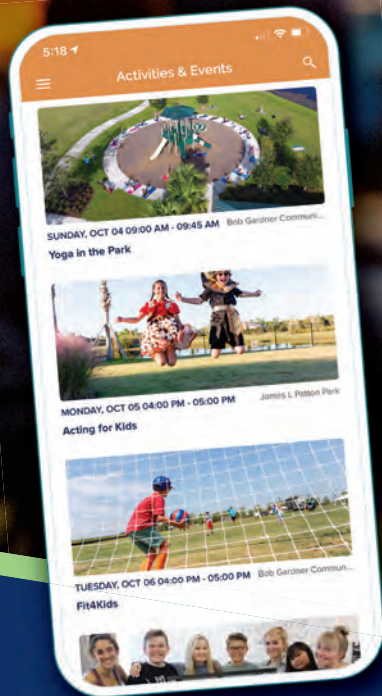 5:18
Activities & Events
SUNDAY, OCT 04 09:00 AM - 09:45 AM Bob Gardner Communi...
Yoga in the Park
MONDAY, OCT 05 04:00 PM - 05:00 PM James L Patton Park
Acting for Kids
TUESDAY, OCT 06 04:00 PM - 05:00 PM Bob Gardner Commun...
Fit4Kids